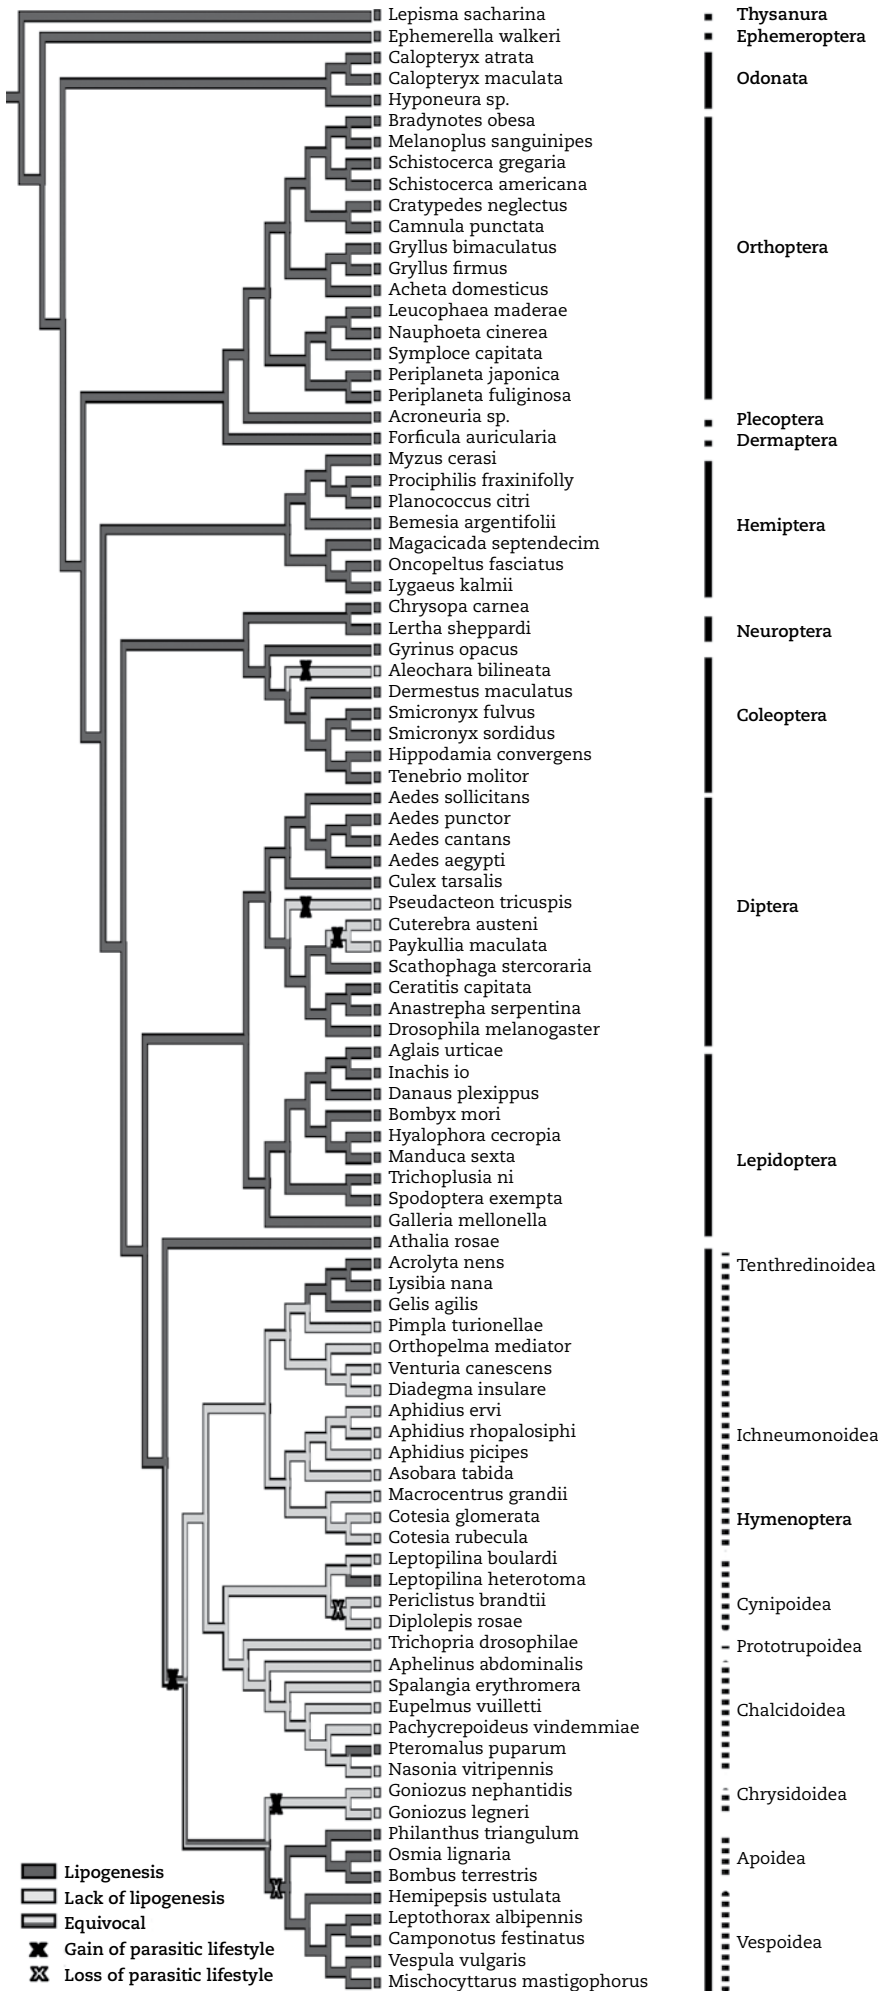 Lepisma sacharina
Thysanura
Ephemerella walkeri
Ephemeroptera
Calopteryx atrata
Calopteryx maculata
Odonata
Hyponeura sp.
Bradynotes obesa
Melanoplus sanguinipes
Schistocerca gregaria
Schistocerca americana
Cratypedes neglectus
Camnula punctata
Gryllus bimaculatus
Orthoptera
Gryllus firmus
Acheta domesticus
Leucophaea maderae
Nauphoeta cinerea
Symploce capitata
Periplaneta japonica
Periplaneta fuliginosa
Acroneuria sp.
Plecoptera
Forficula auricularia
Dermaptera
Myzus cerasi
Prociphilis fraxinifolly
Planococcus citri
Bemesia argentifolii
Hemiptera
Magacicada septendecim
Oncopeltus fasciatus
Lygaeus kalmii
Chrysopa carnea
Lertha sheppardi
Neuroptera
Gyrinus opacus
Aleochara bilineata
Dermestus maculatus
Smicronyx fulvus
Coleoptera
Smicronyx sordidus
Hippodamia convergens
Tenebrio molitor
Aedes sollicitans
Aedes punctor
Aedes cantans
Aedes aegypti
Culex tarsalis
Pseudacteon tricuspis
Diptera
Cuterebra austeni
Paykullia maculata
Scathophaga stercoraria
Ceratitis capitata
Anastrepha serpentina
Drosophila melanogaster
Aglais urticae
Inachis io
Danaus plexippus
Bombyx mori
Hyalophora cecropia
Manduca sexta
Lepidoptera
Trichoplusia ni
Spodoptera exempta
Galleria mellonella
Athalia rosae
Acrolyta nens
Tenthredinoidea
Lysibia nana
Gelis agilis
Pimpla turionellae
Orthopelma mediator
Venturia canescens
Diadegma insulare
Aphidius ervi
Aphidius rhopalosiphi
Ichneumonoidea
Aphidius picipes
Asobara tabida
Macrocentrus grandii
Cotesia glomerata
Hymenoptera
Cotesia rubecula
Leptopilina boulardi
Leptopilina heterotoma
Periclistus brandtii
Cynipoidea
Diplolepis rosae
Trichopria drosophilae
Prototrupoidea
Aphelinus abdominalis
Spalangia erythromera
Eupelmus vuilletti
Chalcidoidea
Pachycrepoideus vindemmiae
Pteromalus puparum
Nasonia vitripennis
Goniozus nephantidis
Chrysidoidea
Goniozus legneri
Philanthus triangulum
Osmia lignaria
Apoidea
Bombus terrestris
Hemipepsis ustulata
Leptothorax albipennis
Camponotus festinatus
Vespoidea
Vespula vulgaris
Mischocyttarus mastigophorus
Lipogenesis
Lack of lipogenesis
Equivocal
Gain of parasitic lifestyle
Loss of parasitic lifestyle